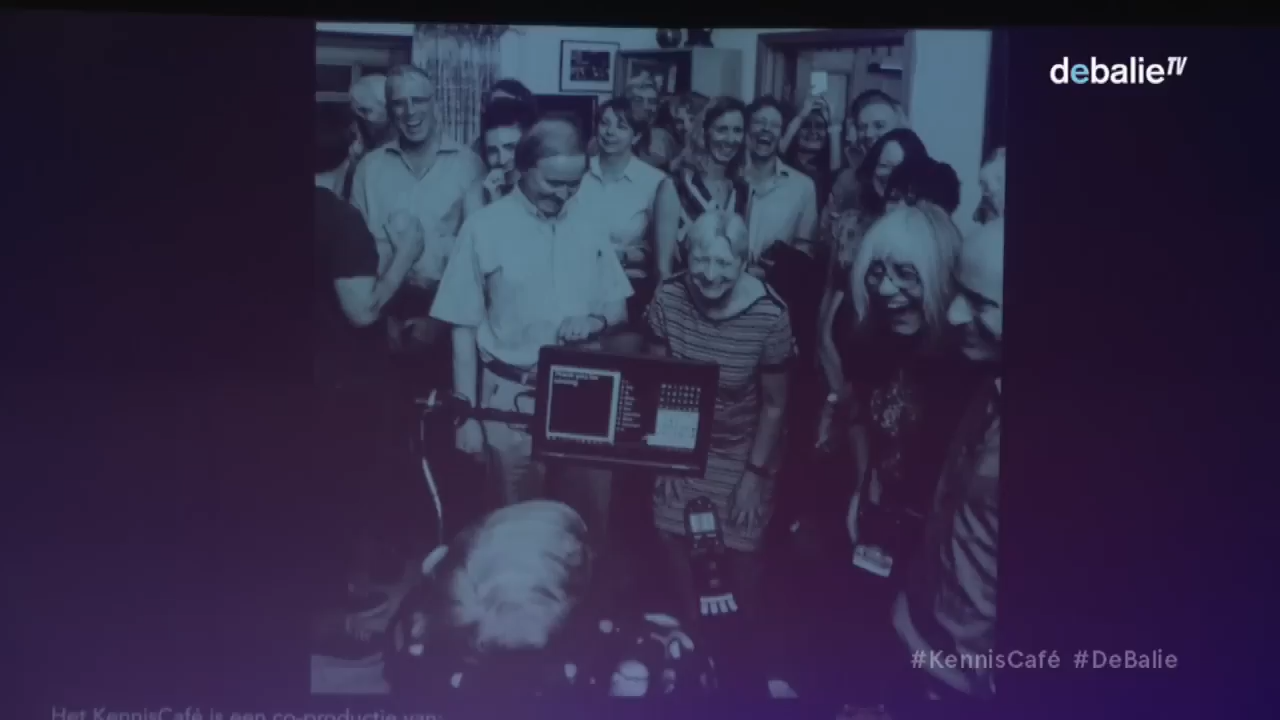 debalieTV
#KennisCafé #DeBalie
Het KennisCafé is een co-productie van: